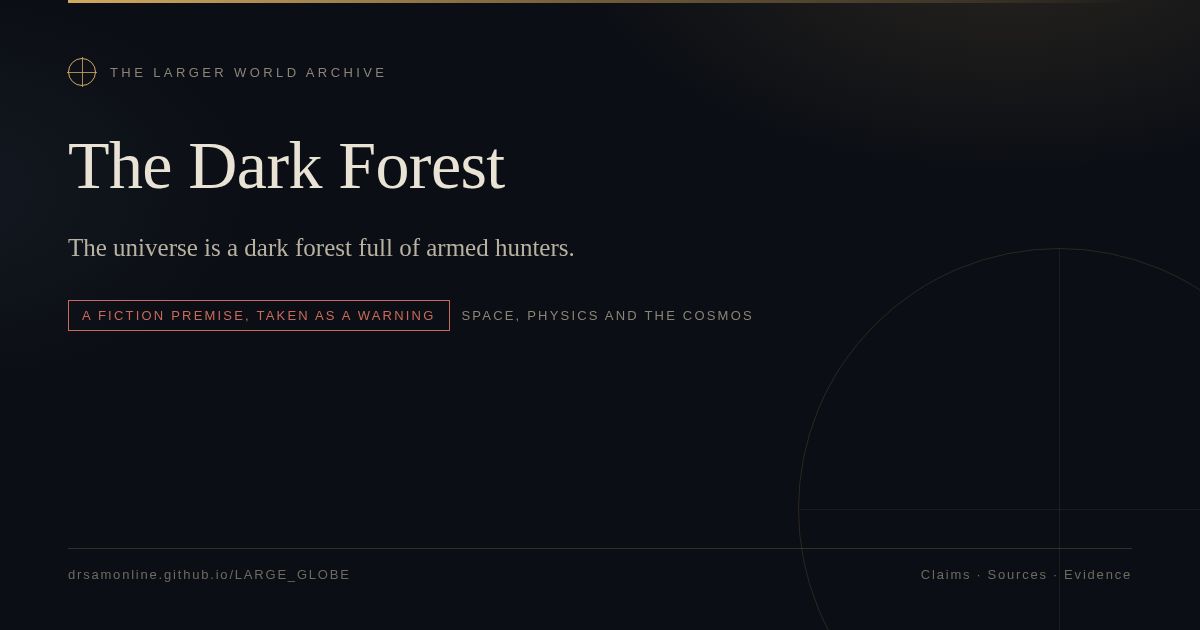 THE LARGER WORLD ARCHIVE
The Dark Forest
The universe is a dark forest full of armed hunters.
A FICTION PREMISE, TAKEN AS A WARNING SPACE, PHYSICS AND THE COSMOS
drsamonline.github.io/LARGE_GLOBE Claims · Sources · Evidence